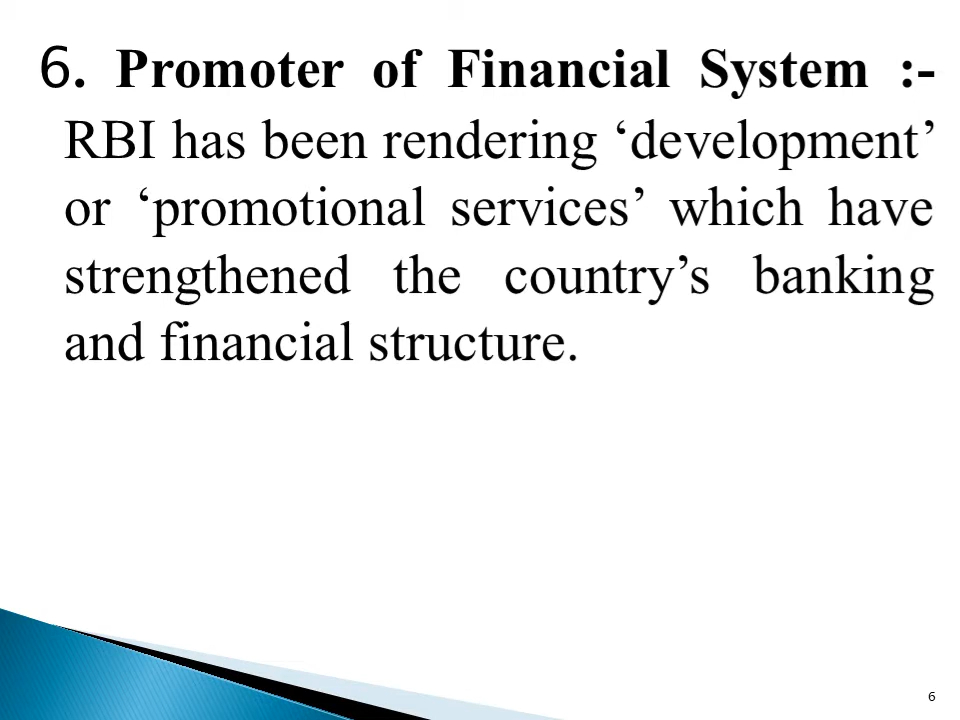 6. Promoter of Financial System :-
RBI has been rendering ‘development’
or ‘promotional services’ which have
strengthened the country’s banking
and financial structure.
6